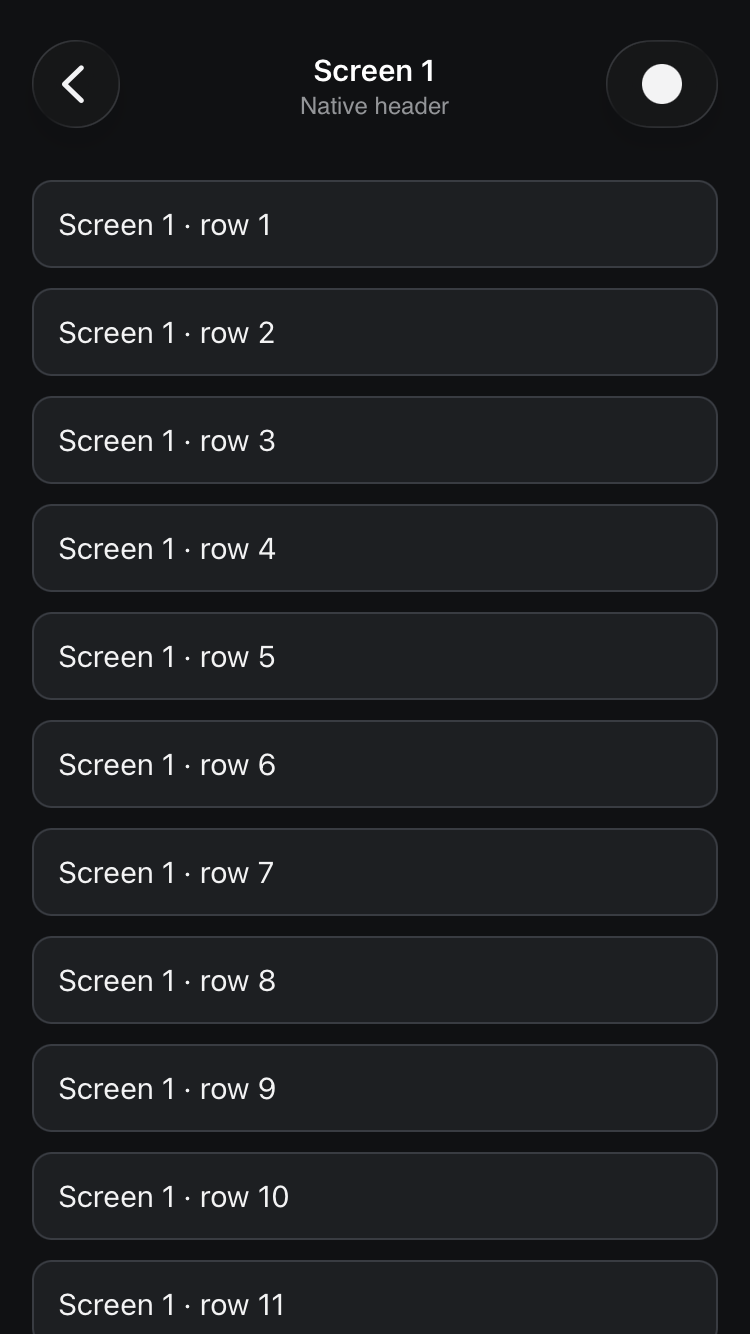 Screen 1
Native header
Screen 1 · row 1
Screen 1 · row 2
Screen 1 · row 3
Screen 1 · row 4
Screen 1 · row 5
Screen 1 · row 6
Screen 1 · row 7
Screen 1 · row 8
Screen 1 · row 9
Screen 1 · row 10
Screen 1 · row 11